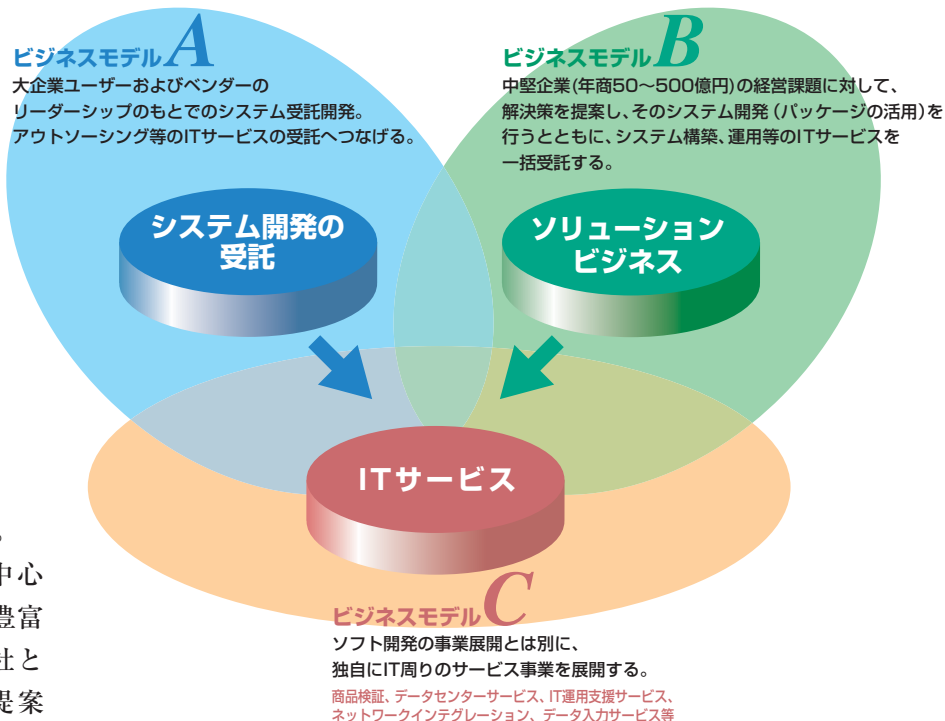 ビジネスモデルA
大企業ユーザーおよびベンダーの
リーダーシップのもとでのシステム受託開発。
アウトソーシング等のITサービスの受託へつなげる。
ビジネスモデルB
中堅企業(年商50〜500億円)の経営課題に対して、
解決策を提案し、そのシステム開発(パッケージの活用)を
行うとともに、システム構築、運用等のITサービスを
一括受託する。
システム開発の
受託
ソリューション
ビジネス
ITサービス
ビジネスモデルC
ソフト開発の事業展開とは別に、
独自にIT周りのサービス事業を展開する。
商品検証、データセンターサービス、IT運用支援サービス、
ネットワークインテグレーション、データ入力サービス等
。
中心
豊富
社と
提案